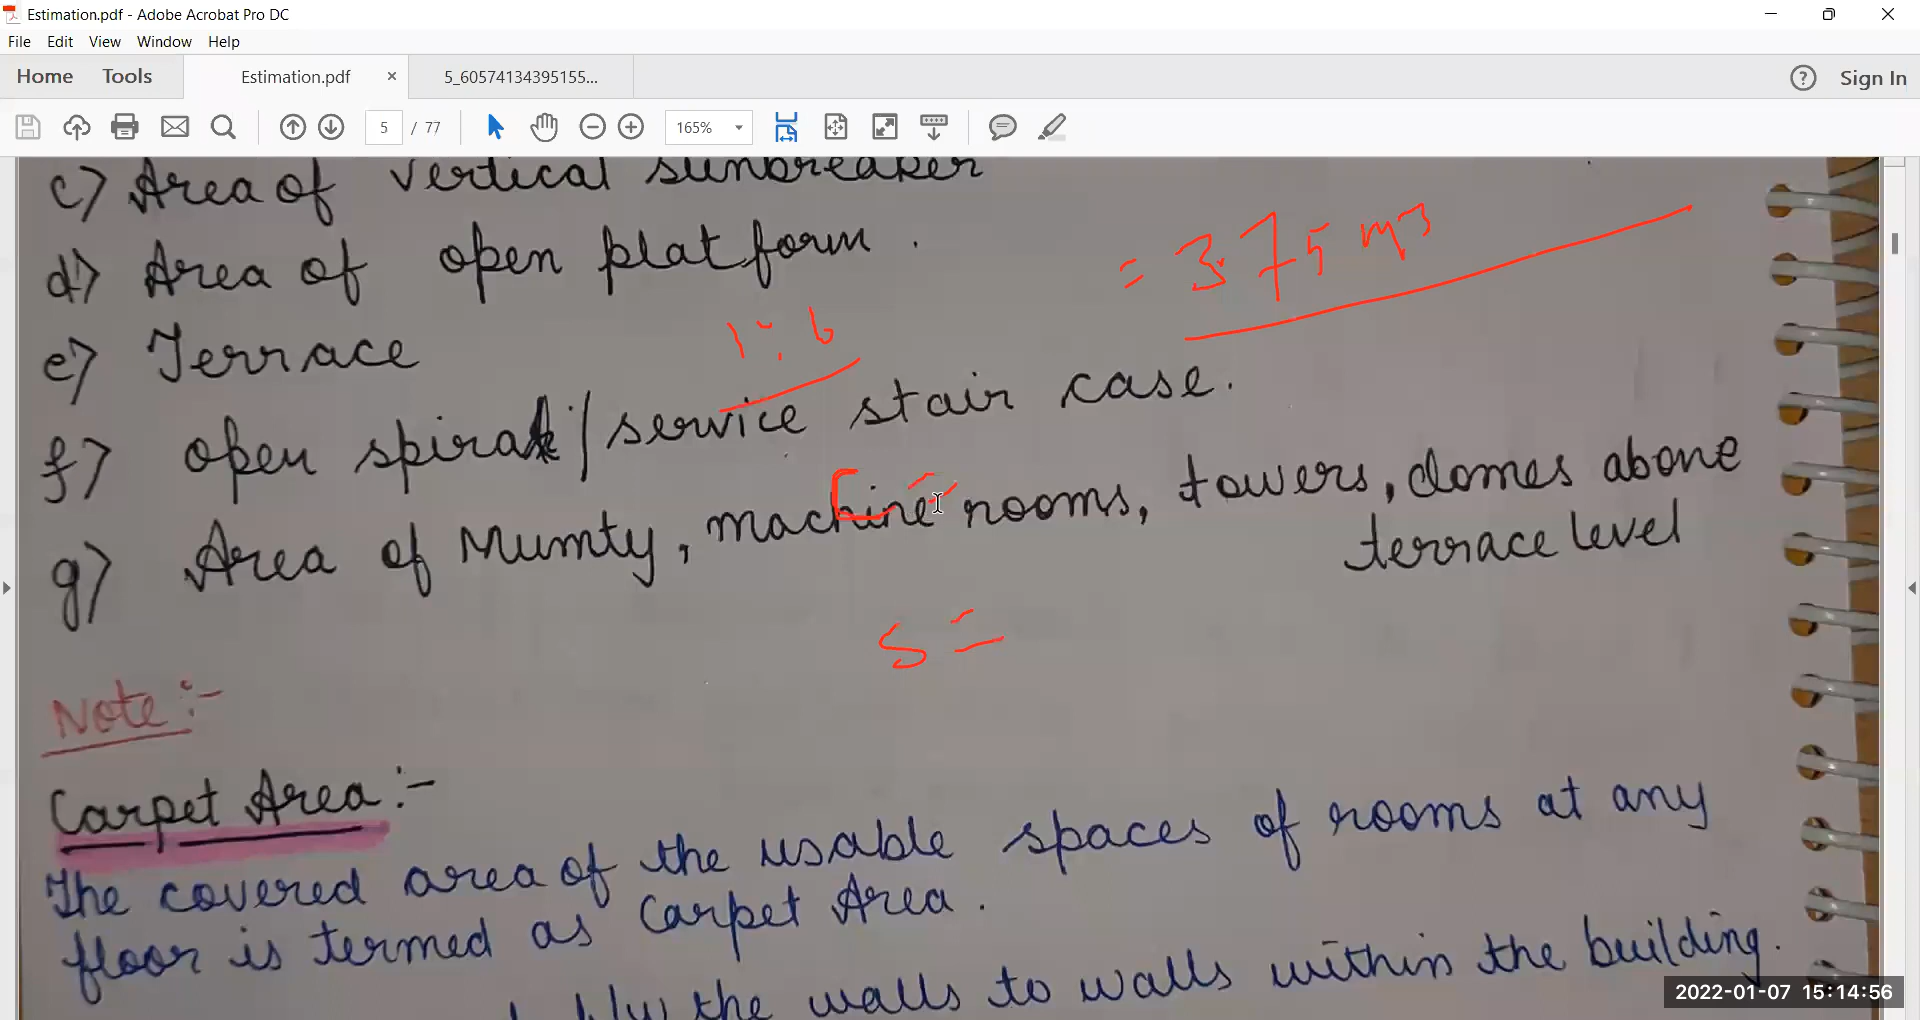 Estimation.pdf - Adobe Acrobat Pro DC
File Edit View Window Help
Home Tools Estimation.pdf × 5_60574134395155... Sign In
5 / 77 165%
c) Area of vertical sunbreaker
d) Area of open platform.
= 3.75 m3
e) Terrace
1:6
f) open spiral/service stair case.
g) Area of Mumty, machine rooms, towers, domes above
terrace level
S =
Note:-
Carpet Area:-
The covered area of the usable spaces of rooms at any
floor is termed as Carpet Area.
b/w the walls to walls within the building.
2022-01-07 15:14:56